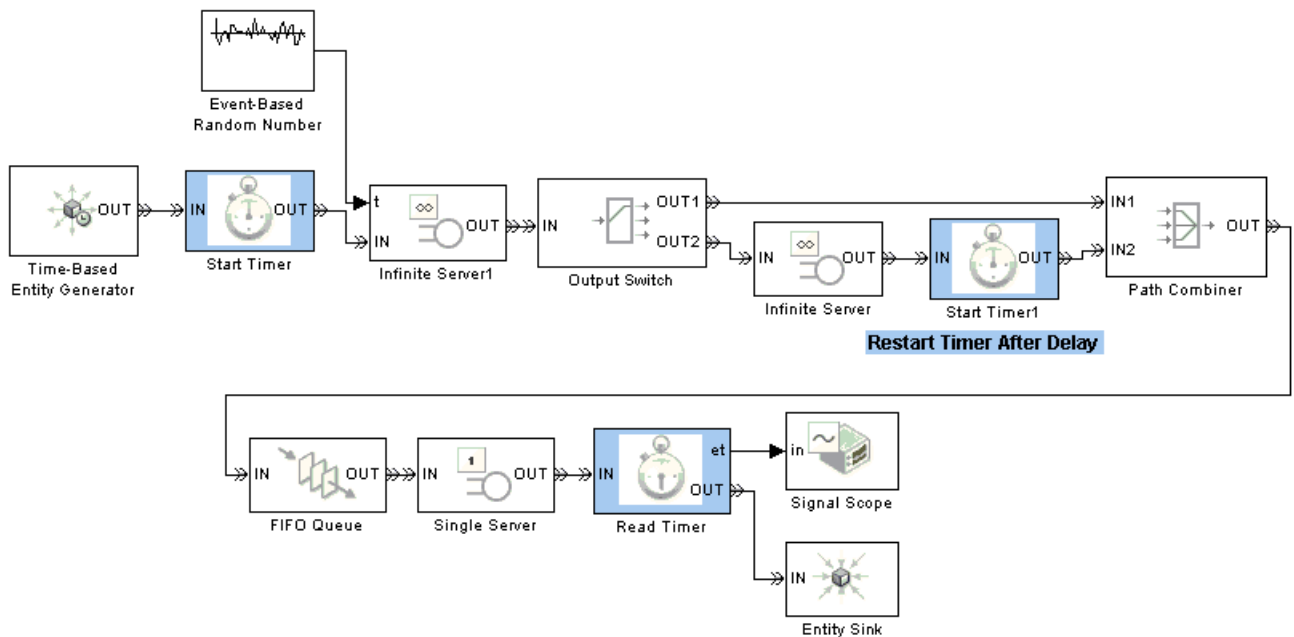 Event-Based
Random Number
OUT
Time-Based
Entity Generator
IN OUT
Start Timer
t
∞
IN OUT
Infinite Server1
IN OUT1
OUT2
Output Switch
∞
IN OUT
Infinite Server
IN OUT
Start Timer1
IN1
IN2
OUT
Path Combiner
Restart Timer After Delay
IN OUT
FIFO Queue
1
IN OUT
Single Server
et
IN
OUT
Read Timer
in
Signal Scope
IN
Entity Sink